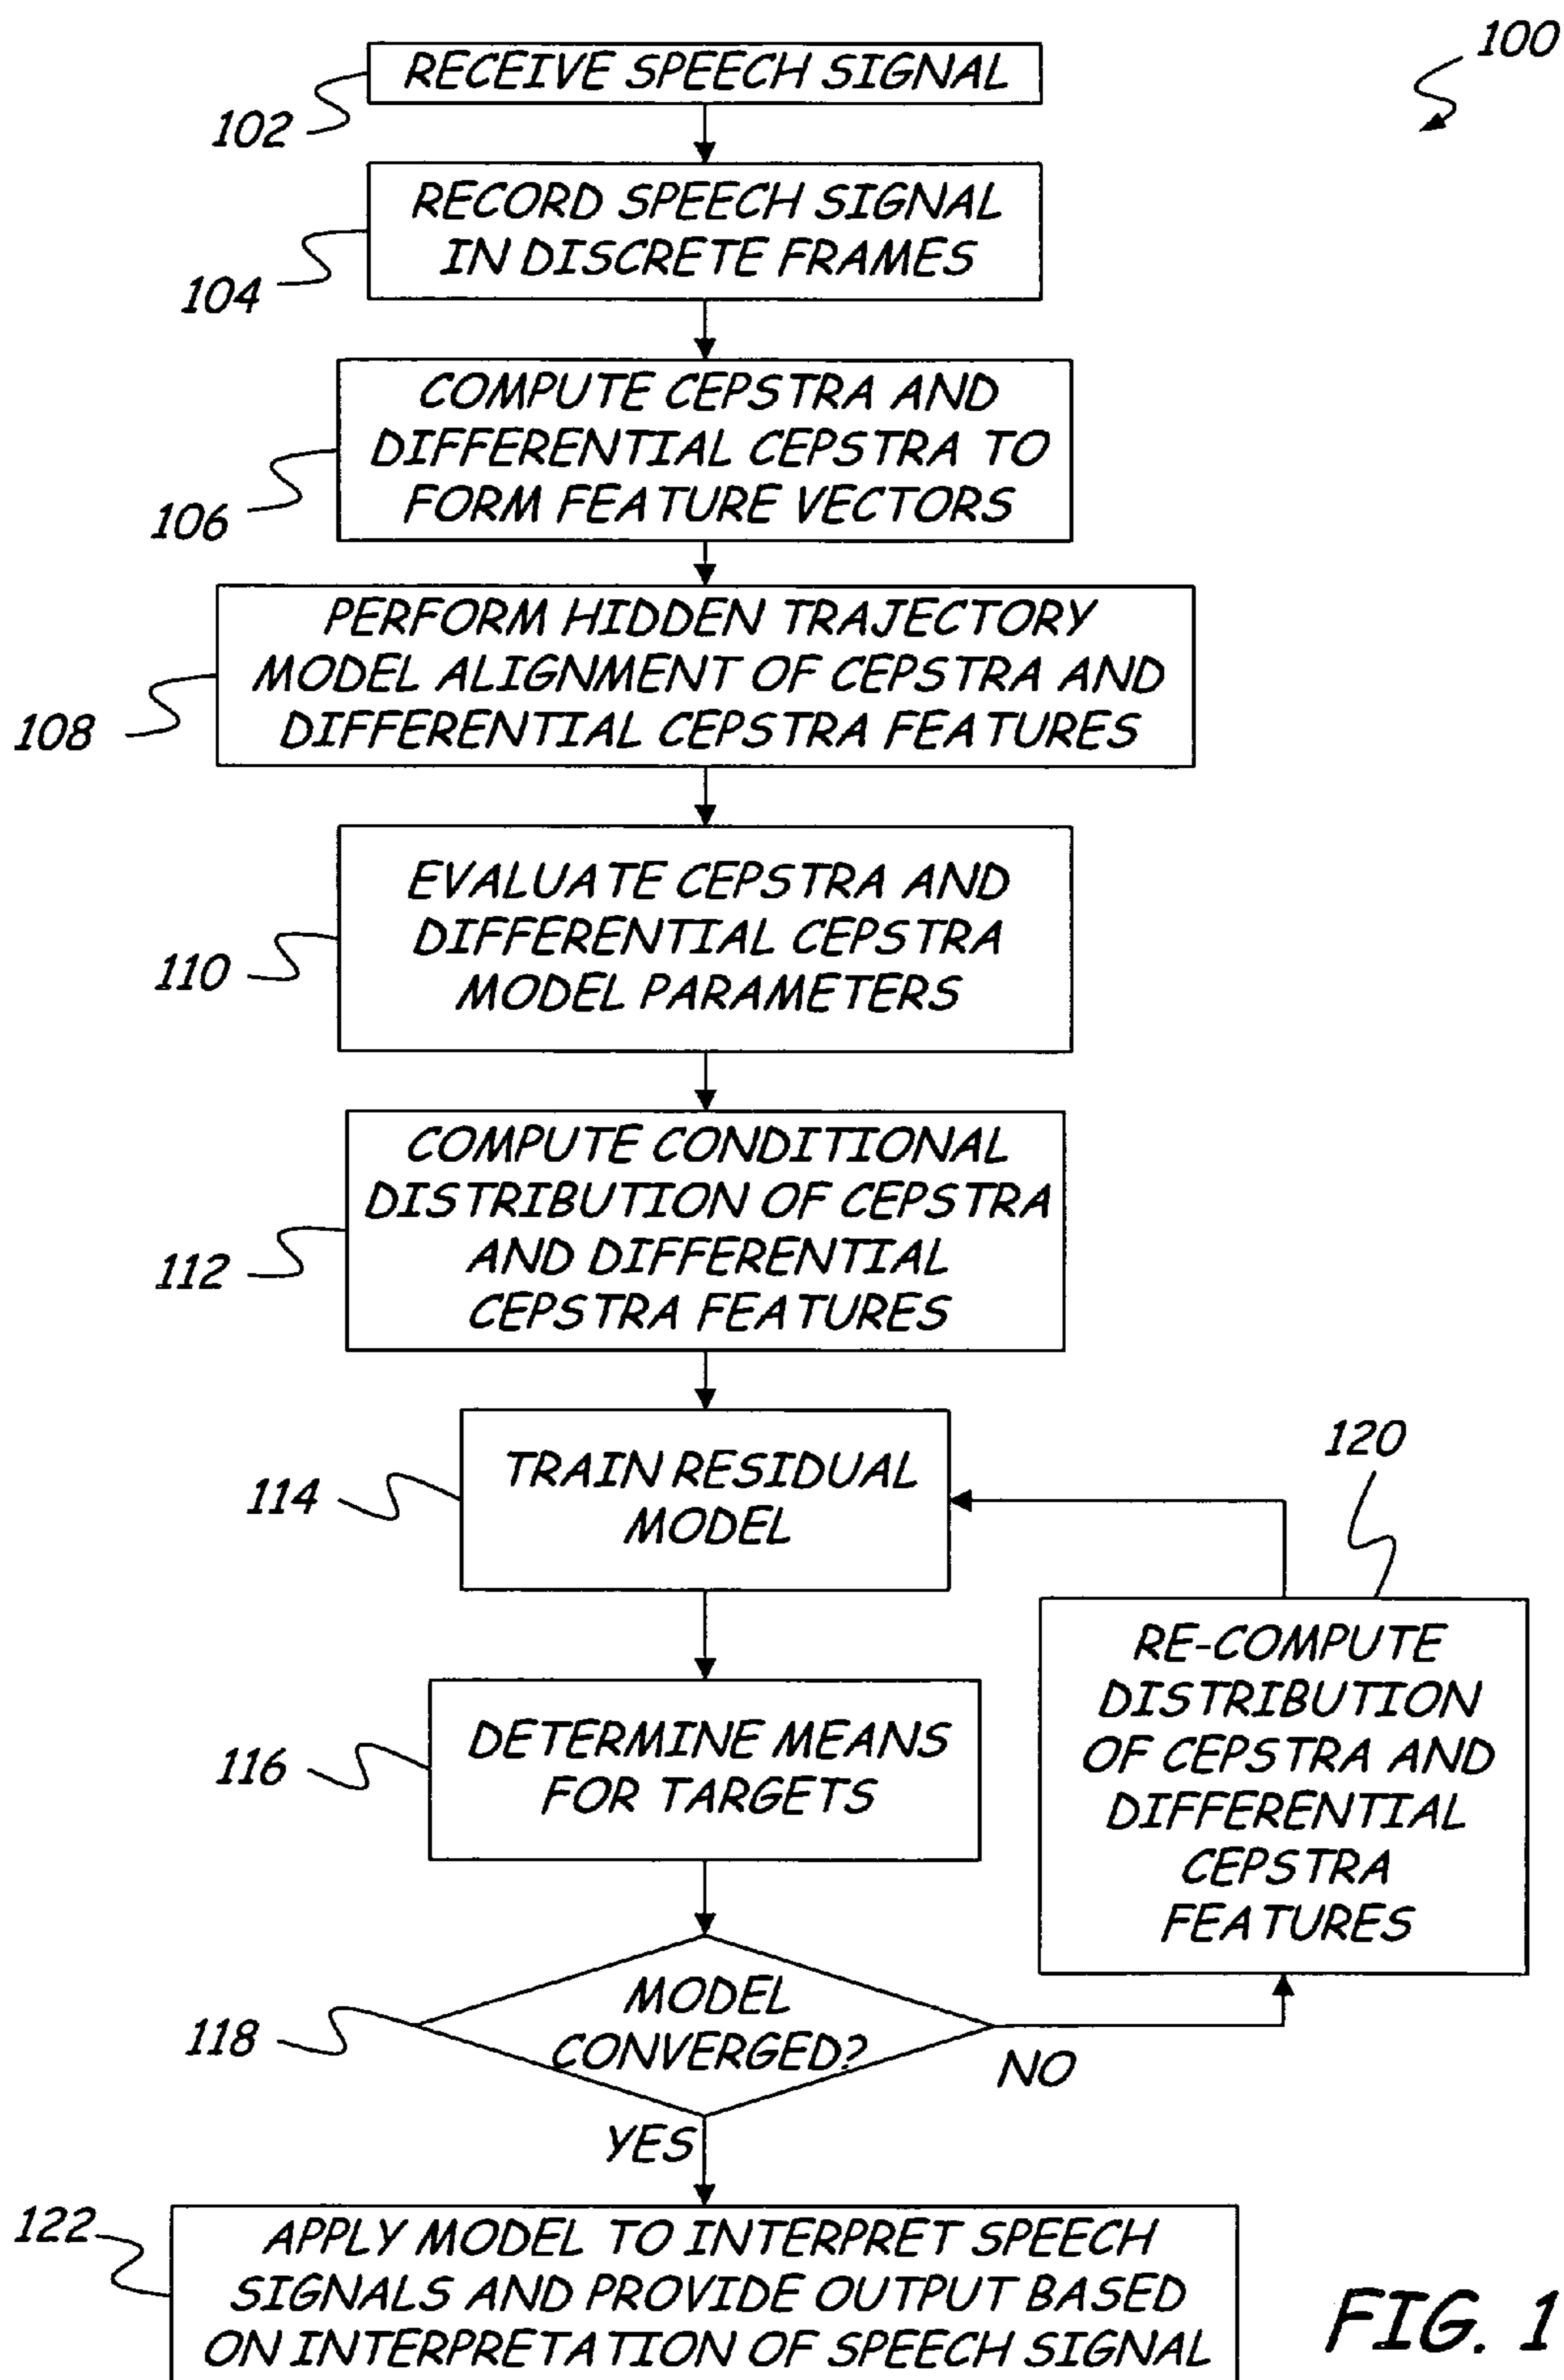 100
RECEIVE SPEECH SIGNAL
102
RECORD SPEECH SIGNAL
IN DISCRETE FRAMES
104
COMPUTE CEPSTRA AND
DIFFERENTIAL CEPSTRA TO
FORM FEATURE VECTORS
106
PERFORM HIDDEN TRAJECTORY
MODEL ALIGNMENT OF CEPSTRA AND
DIFFERENTIAL CEPSTRA FEATURES
108
EVALUATE CEPSTRA AND
DIFFERENTIAL CEPSTRA
MODEL PARAMETERS
110
COMPUTE CONDITIONAL
DISTRIBUTION OF CEPSTRA
AND DIFFERENTIAL
CEPSTRA FEATURES
112
TRAIN RESIDUAL
MODEL
114
120
RE-COMPUTE
DISTRIBUTION
OF CEPSTRA AND
DIFFERENTIAL
CEPSTRA
FEATURES
DETERMINE MEANS
FOR TARGETS
116
MODEL
CONVERGED?
118
NO
YES
122
APPLY MODEL TO INTERPRET SPEECH
SIGNALS AND PROVIDE OUTPUT BASED
ON INTERPRETATION OF SPEECH SIGNAL
FIG. 1